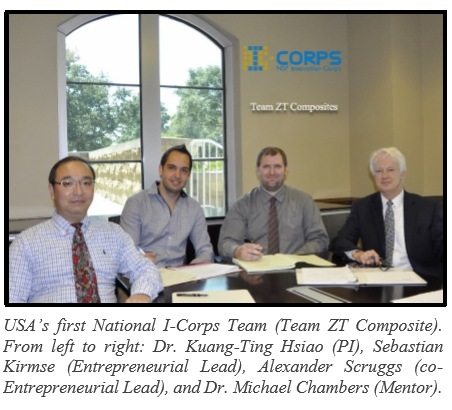 I CORPS
NSF Innovation Corps
Team ZT Composites
USA's first National I-Corps Team (Team ZT Composite).
From left to right: Dr. Kuang-Ting Hsiao (PI), Sebastian
Kirmse (Entrepreneurial Lead), Alexander Scruggs (co-
Entrepreneurial Lead), and Dr. Michael Chambers (Mentor).